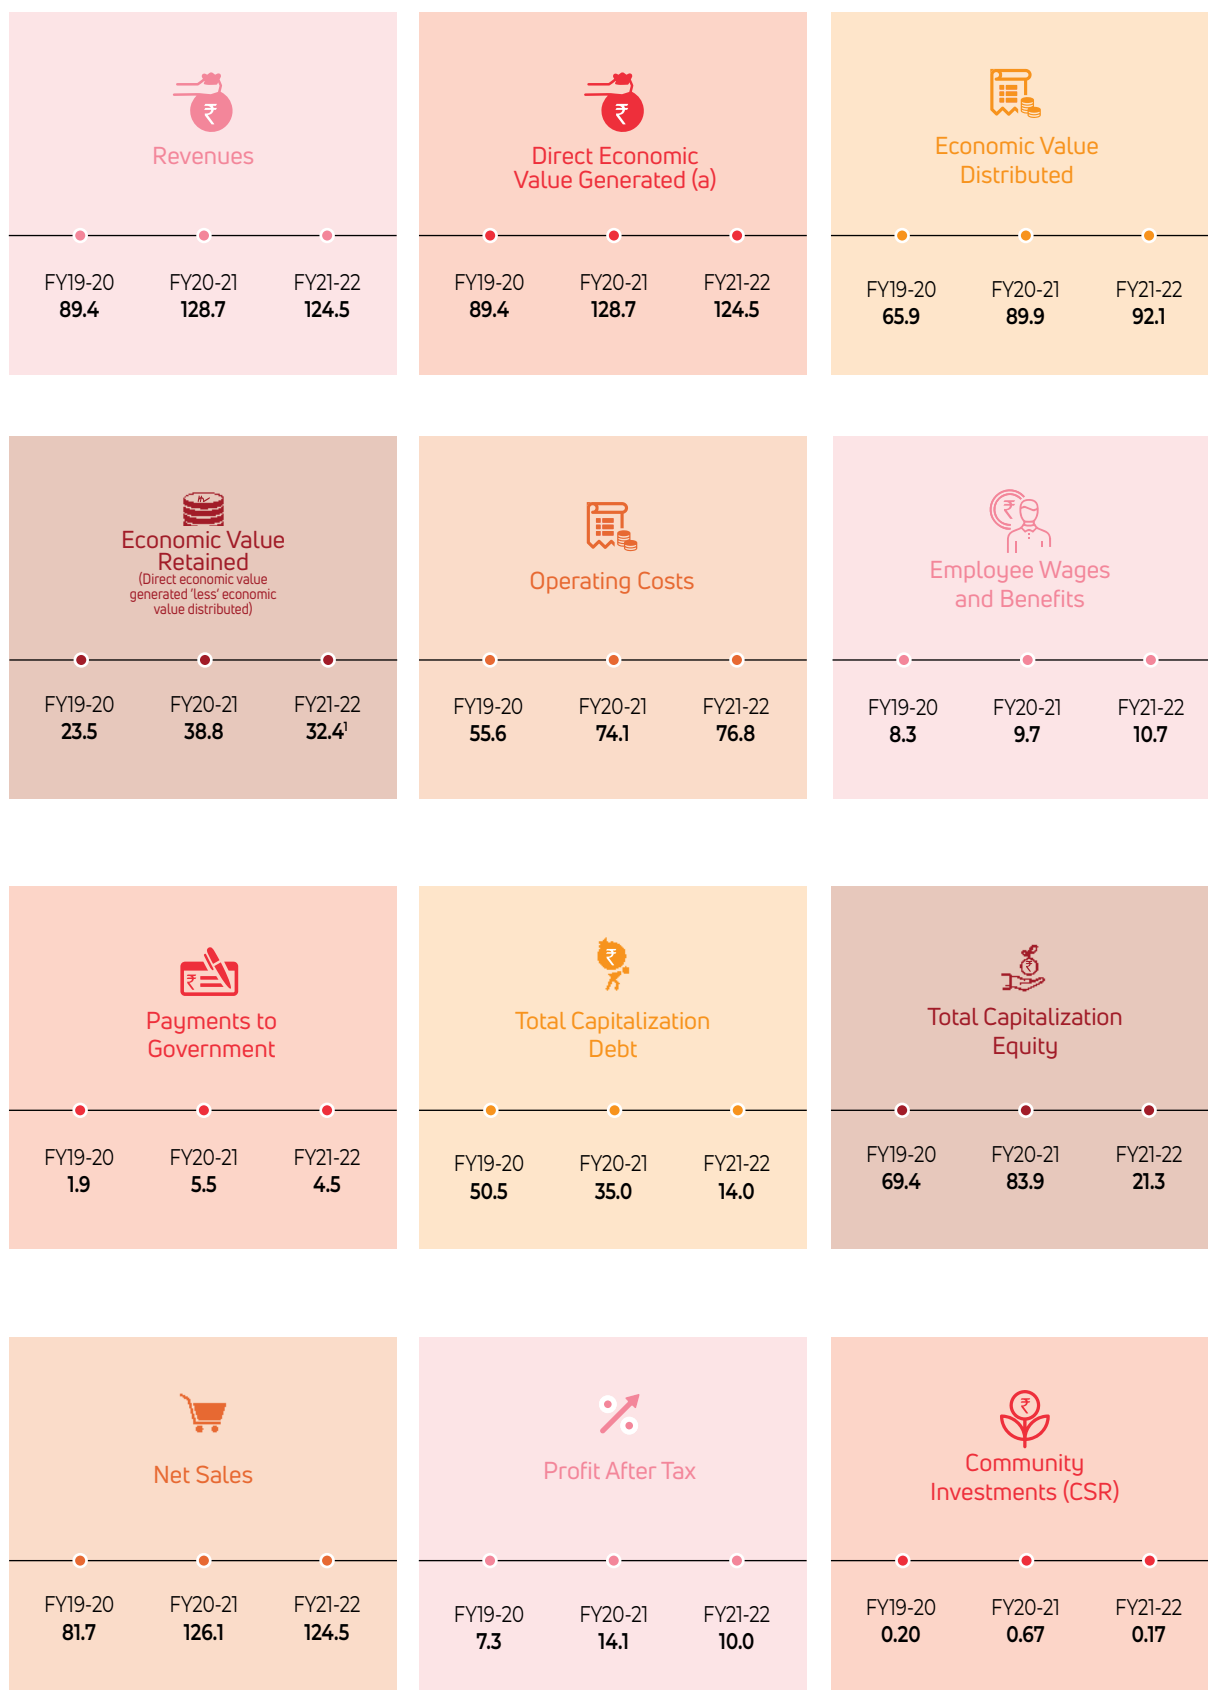 Revenues
FY19-20 FY20-21 FY21-22
89.4 128.7 124.5
Direct Economic
Value Generated (a)
FY19-20 FY20-21 FY21-22
89.4 128.7 124.5
Economic Value
Distributed
FY19-20 FY20-21 FY21-22
65.9 89.9 92.1
Economic Value
Retained
(Direct economic value
generated ‘less’ economic
value distributed)
FY19-20 FY20-21 FY21-22
23.5 38.8 32.4¹
Operating Costs
FY19-20 FY20-21 FY21-22
55.6 74.1 76.8
Employee Wages
and Benefits
FY19-20 FY20-21 FY21-22
8.3 9.7 10.7
Payments to
Government
FY19-20 FY20-21 FY21-22
1.9 5.5 4.5
Total Capitalization
Debt
FY19-20 FY20-21 FY21-22
50.5 35.0 14.0
Total Capitalization
Equity
FY19-20 FY20-21 FY21-22
69.4 83.9 21.3
Net Sales
FY19-20 FY20-21 FY21-22
81.7 126.1 124.5
Profit After Tax
FY19-20 FY20-21 FY21-22
7.3 14.1 10.0
Community
Investments (CSR)
FY19-20 FY20-21 FY21-22
0.20 0.67 0.17